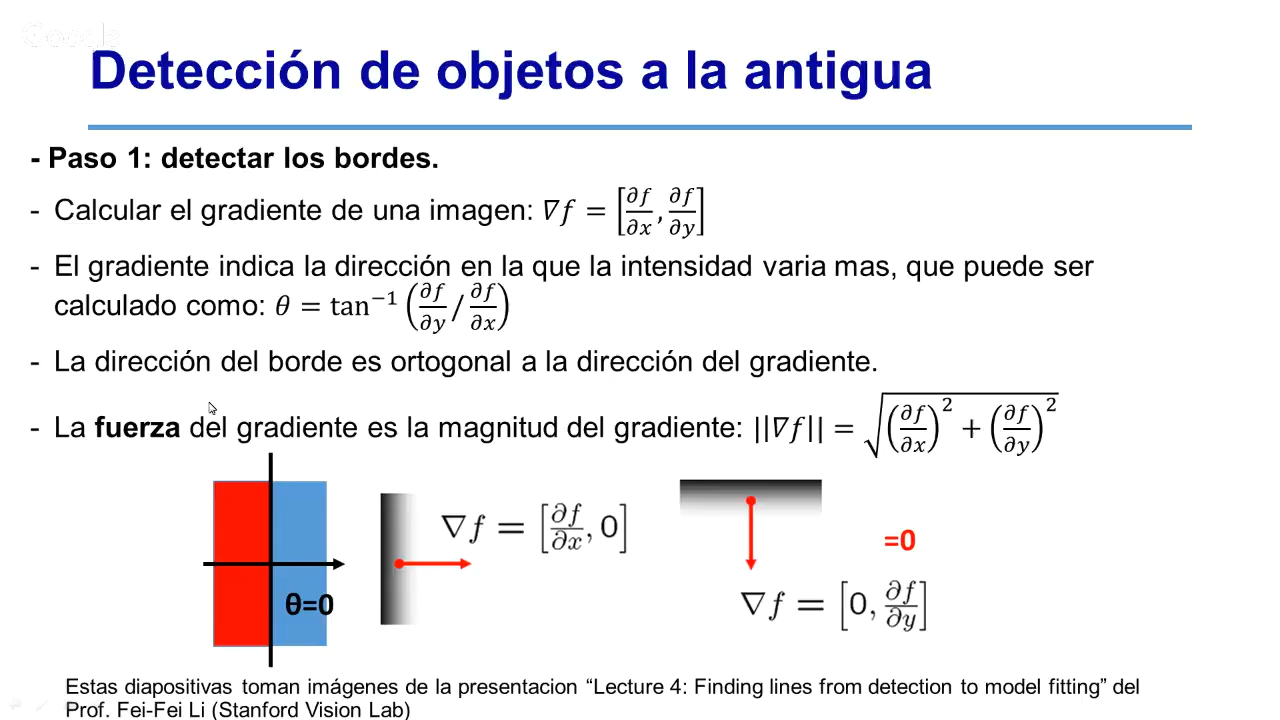 Google
Detección de objetos a la antigua
- Paso 1: detectar los bordes.
- Calcular el gradiente de una imagen: ∇f = [∂f/∂x, ∂f/∂y]
- El gradiente indica la dirección en la que la intensidad varia mas, que puede ser
calculado como: θ = tan⁻¹ (∂f/∂y / ∂f/∂x)
- La dirección del borde es ortogonal a la dirección del gradiente.
- La fuerza del gradiente es la magnitud del gradiente: ||∇f|| = √((∂f/∂x)² + (∂f/∂y)²)
∇f = [∂f/∂x, 0]
=0
θ=0
∇f = [0, ∂f/∂y]
Estas diapositivas toman imágenes de la presentacion “Lecture 4: Finding lines from detection to model fitting” del
Prof. Fei-Fei Li (Stanford Vision Lab)